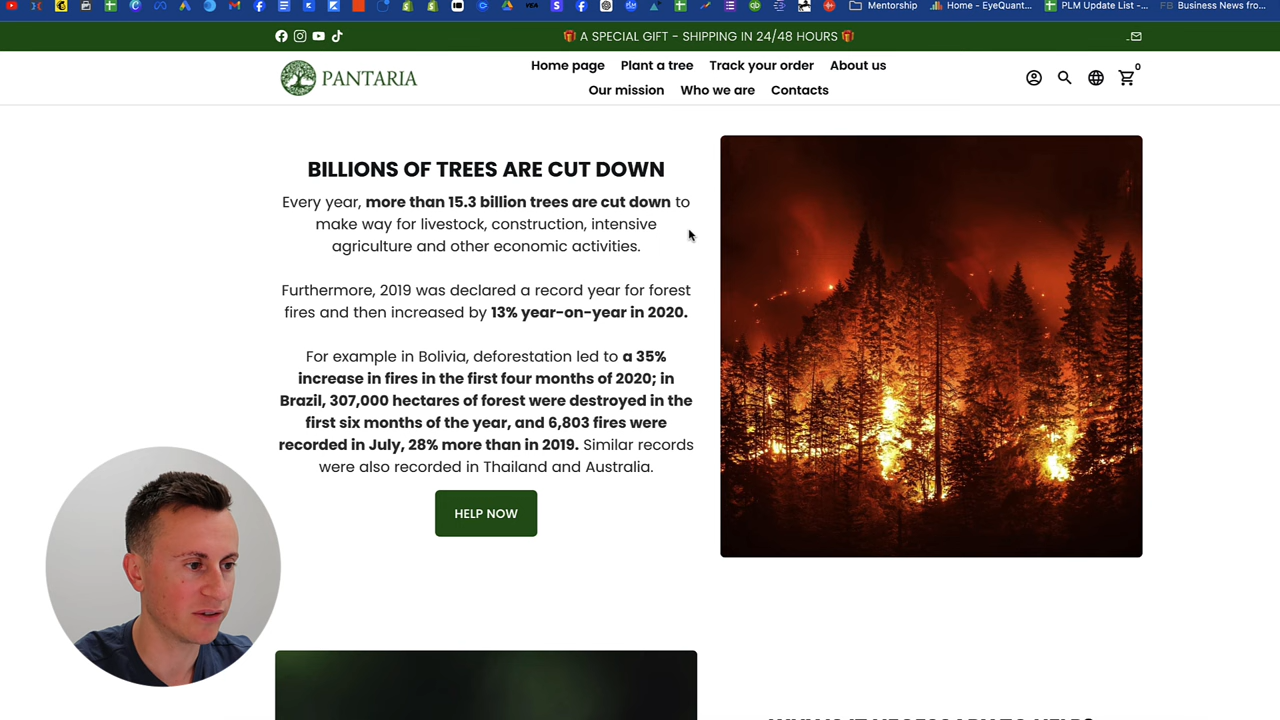 Mentorship
Home - EyeQuant...
PLM Update List -...
FB Business News fro...
🎁 A SPECIAL GIFT - SHIPPING IN 24/48 HOURS 🎁
PANTARIA
Home page Plant a tree Track your order About us
Our mission Who we are Contacts
0
BILLIONS OF TREES ARE CUT DOWN
Every year, more than 15.3 billion trees are cut down to
make way for livestock, construction, intensive
agriculture and other economic activities.
Furthermore, 2019 was declared a record year for forest
fires and then increased by 13% year-on-year in 2020.
For example in Bolivia, deforestation led to a 35%
increase in fires in the first four months of 2020; in
Brazil, 307,000 hectares of forest were destroyed in the
first six months of the year, and 6,803 fires were
recorded in July, 28% more than in 2019. Similar records
were also recorded in Thailand and Australia.
HELP NOW